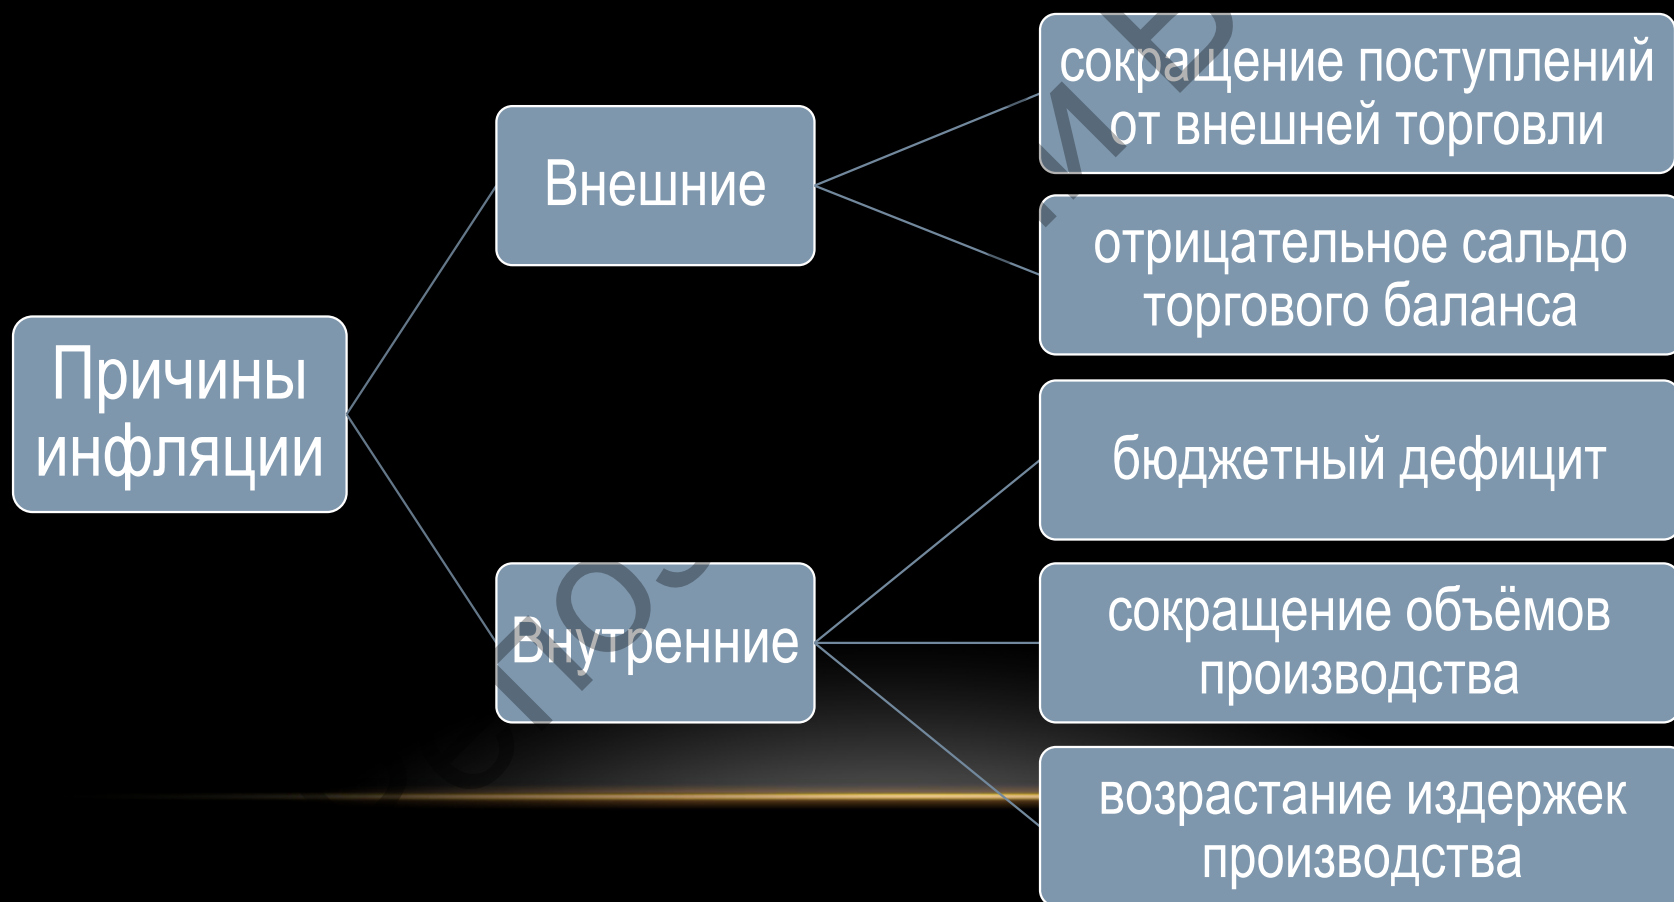 Причины
инфляции
Внешние
сокращение поступлений
от внешней торговли
отрицательное сальдо
торгового баланса
Внутренние
бюджетный дефицит
сокращение объёмов
производства
возрастание издержек
производства